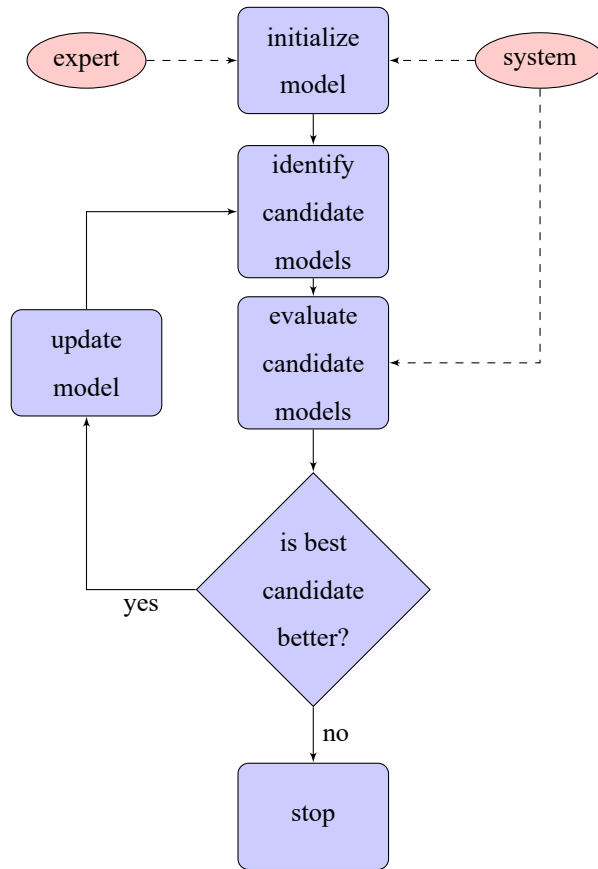 expert
initialize
model
system
identify
candidate
models
update
model
evaluate
candidate
models
is best
candidate
better?
yes
no
stop